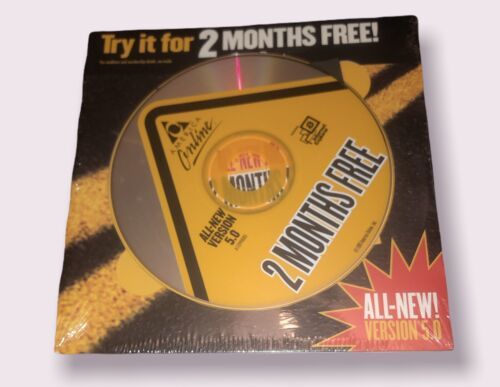 Try it for 2 MONTHS FREE!
AMERICA
Online
ALL-NEW
MONTHS
ALL-NEW
VERSION
5.0
2 MONTHS FREE
ALL-NEW!
VERSION 5.0